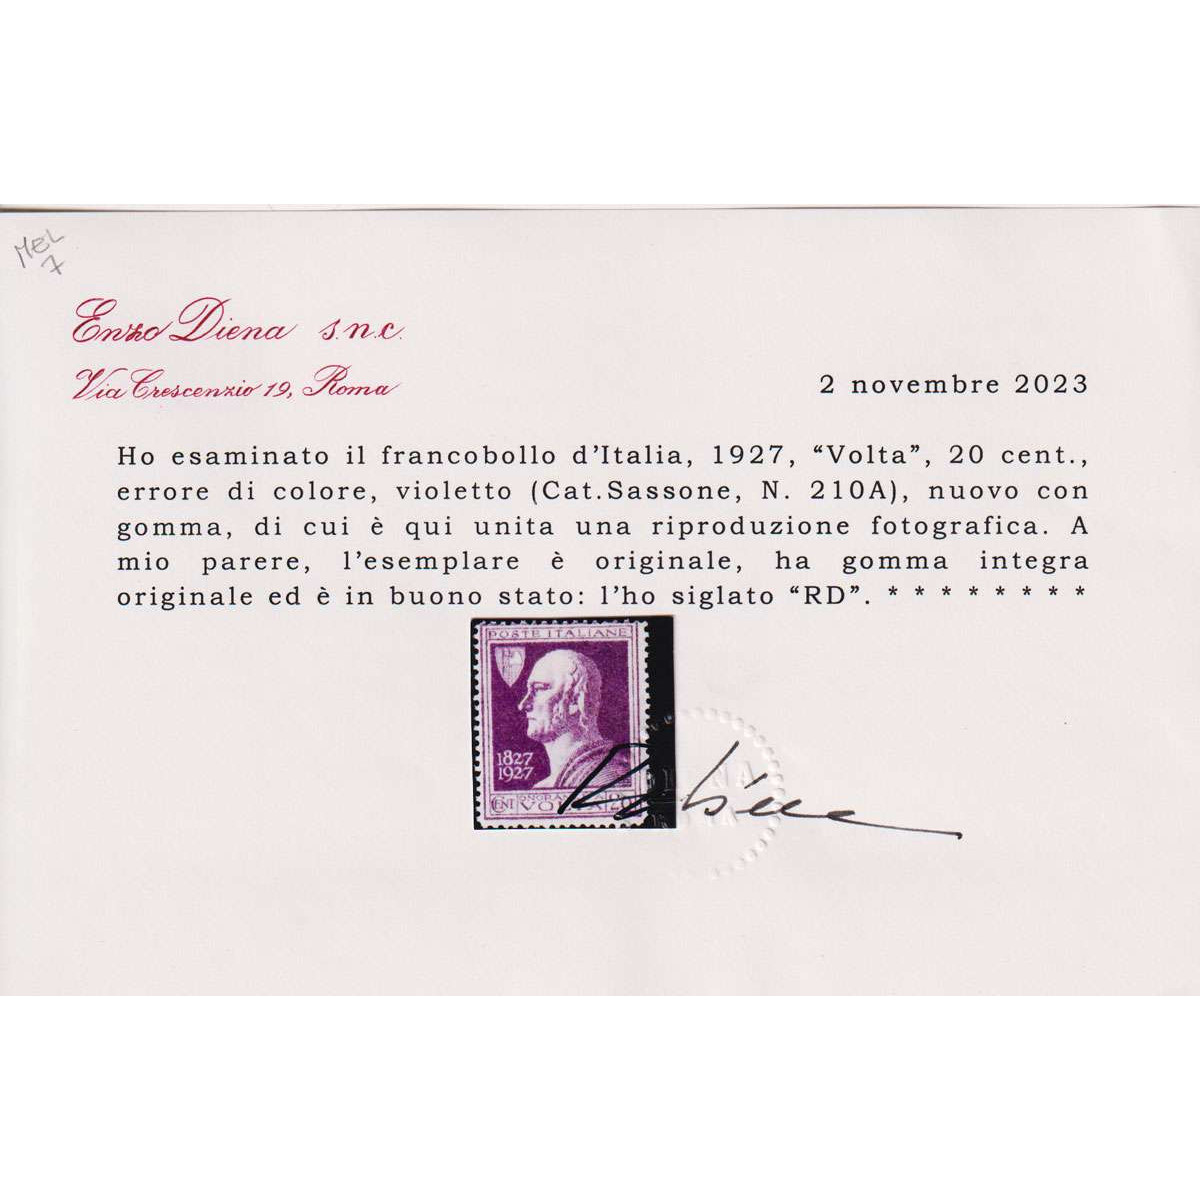 MEL
7
Enzo Diena s.n.c.
Via Crescenzio 19, Roma
2 novembre 2023
Ho esaminato il francobollo d'Italia, 1927, “Volta”, 20 cent.,
errore di colore, violetto (Cat.Sassone, N. 210A), nuovo con
gomma, di cui è qui unita una riproduzione fotografica. A
mio parere, l'esemplare è originale, ha gomma integra
originale ed è in buono stato: l'ho siglato “RD”. * * * * * * * *
POSTE ITALIANE
1827
1927
CENT VOLTA 20